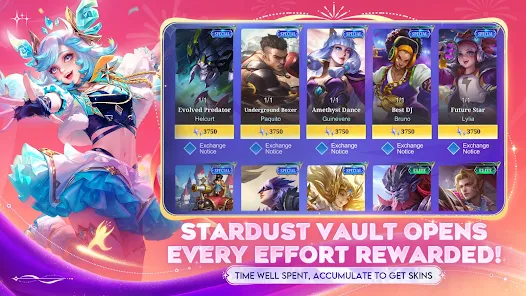 SPECIAL SPECIAL SPECIAL SPECIAL SPECIAL
1/1 1/1 1/1 1/1 1/1
Evolved Predator Underground Boxer Amethyst Dance Best DJ Future Star
Helcurt Paquito Guinevere Bruno Lylia
3750 3750 3750 3750 3750
Exchange Notice Exchange Notice Exchange Notice Exchange Notice Exchange Notice
SPECIAL SPECIAL SPECIAL ELITE ELITE
STARDUST VAULT OPENS
EVERY EFFORT REWARDED!
TIME WELL SPENT, ACCUMULATE TO GET SKINS